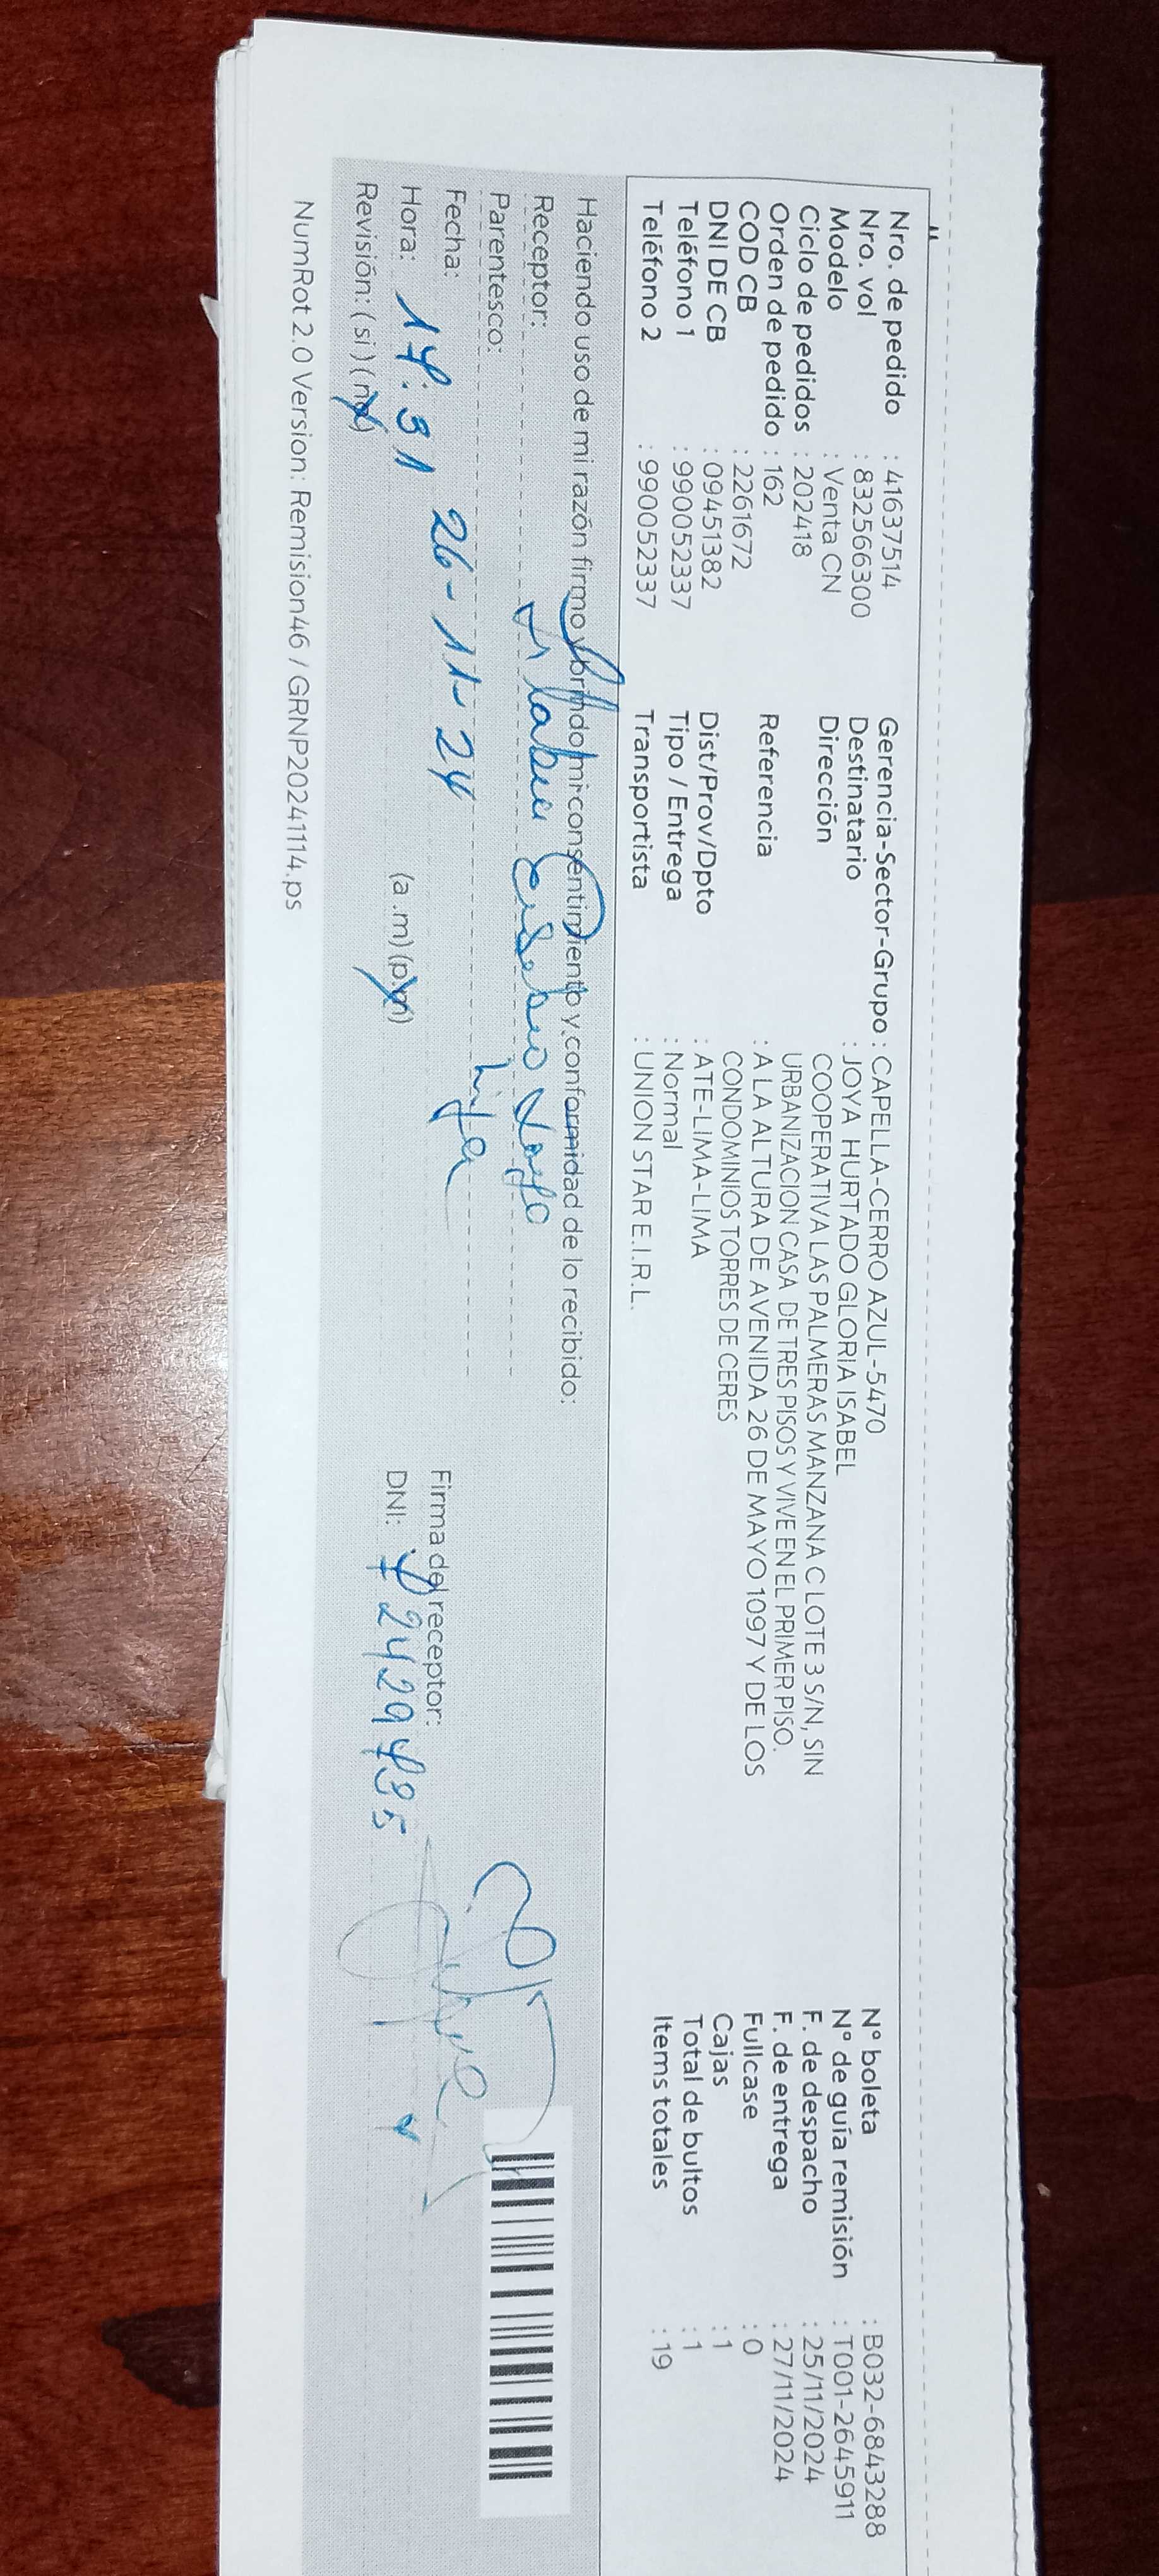 Nro. de pedido : 41637514
Nro. vol : 832566300
Modelo : Venta CN
Ciclo de pedidos : 202418
Orden de pedido : 162
COD CB : 2261672
DNI DE CB : 09451382
Teléfono 1 : 990052337
Teléfono 2 : 990052337
Gerencia-Sector-Grupo : CAPELLA-CERRO AZUL-5470
Destinatario : JOYA HURTADO GLORIA ISABEL
Dirección COOPERATIVA LAS PALMERAS MANZANA C LOTE 3 S/N, SIN
URBANIZACION CASA DE TRES PISOS Y VIVE EN EL PRIMER PISO.
Referencia : A LA ALTURA DE AVENIDA 26 DE MAYO 1097 Y DE LOS
CONDOMINIOS TORRES DE CERES
Dist/Prov/Dpto : ATE-LIMA-LIMA
Tipo / Entrega : Normal
Transportista : UNION STAR E.I.R.L.
N° boleta : B032-6843288
N° de guía remisión : T001-2645911
F. de despacho : 25/11/2024
F. de entrega : 27/11/2024
Fullcase : 0
Cajas : 1
Total de bultos : 1
Items totales : 19
Haciendo uso de mi razón firmo y brindo mi consentimiento y conformidad de lo recibido:
Receptor:
Parentesco: hija
Fecha: 26-11-24
Hora: 17:31 (a.m) (p.m)
Revisión: ( si ) ( no )
Firma del receptor:
DNI: 72429735
NumRot 2.0 Version: Remision46 / GRNP20241114.ps